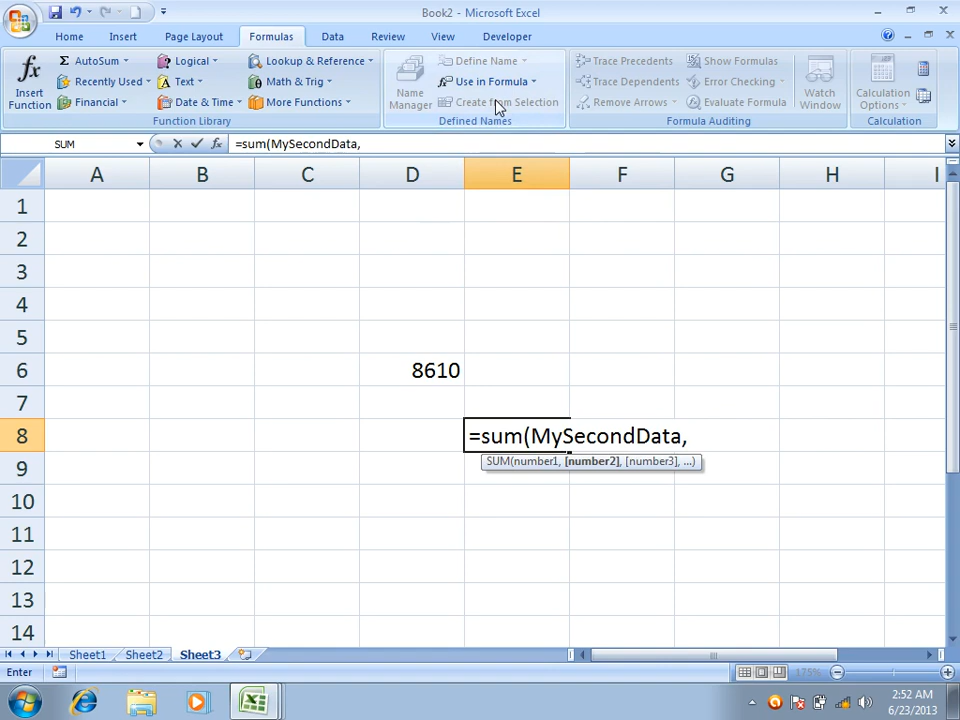 Book2 - Microsoft Excel
Home Insert Page Layout Formulas Data Review View Developer
fx Insert Function
Σ AutoSum
Recently Used
Financial
Logical
Text
Date & Time
Lookup & Reference
Math & Trig
More Functions
Function Library
Name Manager
Define Name
Use in Formula
Create from Selection
Defined Names
Trace Precedents
Trace Dependents
Remove Arrows
Show Formulas
Error Checking
Evaluate Formula
Formula Auditing
Watch Window
Calculation Options
Calculation
SUM fx =sum(MySecondData,
A B C D E F G H I
1
2
3
4
5
6 8610
7
8 =sum(MySecondData,
SUM(number1, [number2], [number3], ...)
9
10
11
12
13
14
Sheet1 Sheet2 Sheet3
Enter 175%
2:52 AM
6/23/2013